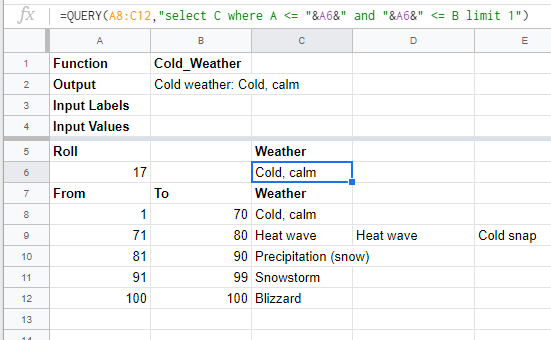 fx =QUERY(A8:C12,"select C where A <= "&A6&" and "&A6&" <= B limit 1")
A B C D E
1 Function Cold_Weather
2 Output Cold weather: Cold, calm
3 Input Labels
4 Input Values
5 Roll Weather
6 17 Cold, calm
7 From To Weather
8 1 70 Cold, calm
9 71 80 Heat wave Heat wave Cold snap
10 81 90 Precipitation (snow)
11 91 99 Snowstorm
12 100 100 Blizzard
13